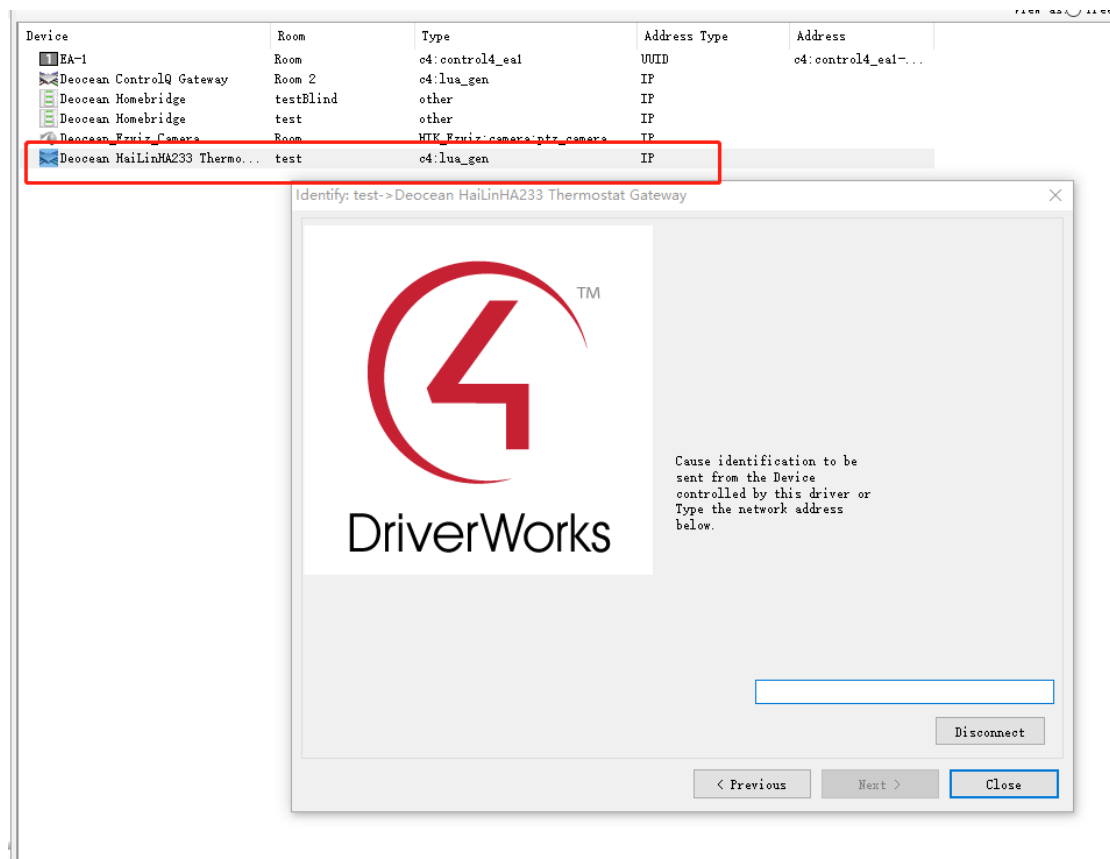 Device Room Type Address Type Address
1 EA-1 Room c4:control4_ea1 UUID c4:control4_ea1-...
Deocean ControlQ Gateway Room 2 c4:lua_gen IP
Deocean Homebridge testBlind other IP
Deocean Homebridge test other IP
Deocean_Ezviz_Camera Room HIK_Ezviz:camera:ptz_camera IP
Deocean HaiLinHA233 Thermo... test c4:lua_gen IP
Identify: test->Deocean HaiLinHA233 Thermostat Gateway
4
TM
DriverWorks
Cause identification to be
sent from the Device
controlled by this driver or
Type the network address
below.
Disconnect
< Previous Next > Close